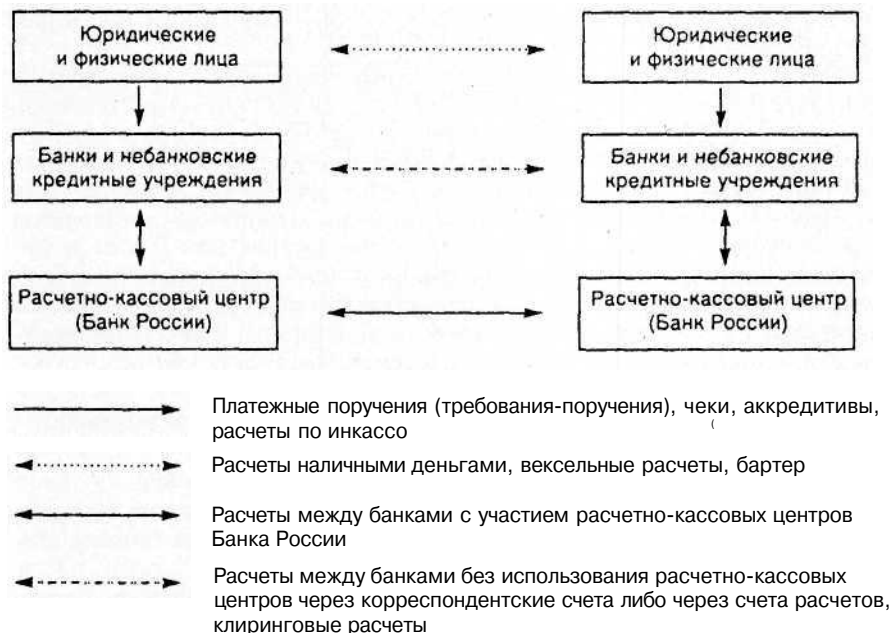 Юридические
и физические лица
Юридические
и физические лица
Банки и небанковские
кредитные учреждения
Банки и небанковские
кредитные учреждения
Расчетно-кассовый центр
(Банк России)
Расчетно-кассовый центр
(Банк России)
Платежные поручения (требования-поручения), чеки, аккредитивы,
расчеты по инкассо
Расчеты наличными деньгами, вексельные расчеты, бартер
Расчеты между банками с участием расчетно-кассовых центров
Банка России
Расчеты между банками без использования расчетно-кассовых
центров через корреспондентские счета либо через счета расчетов,
клиринговые расчеты